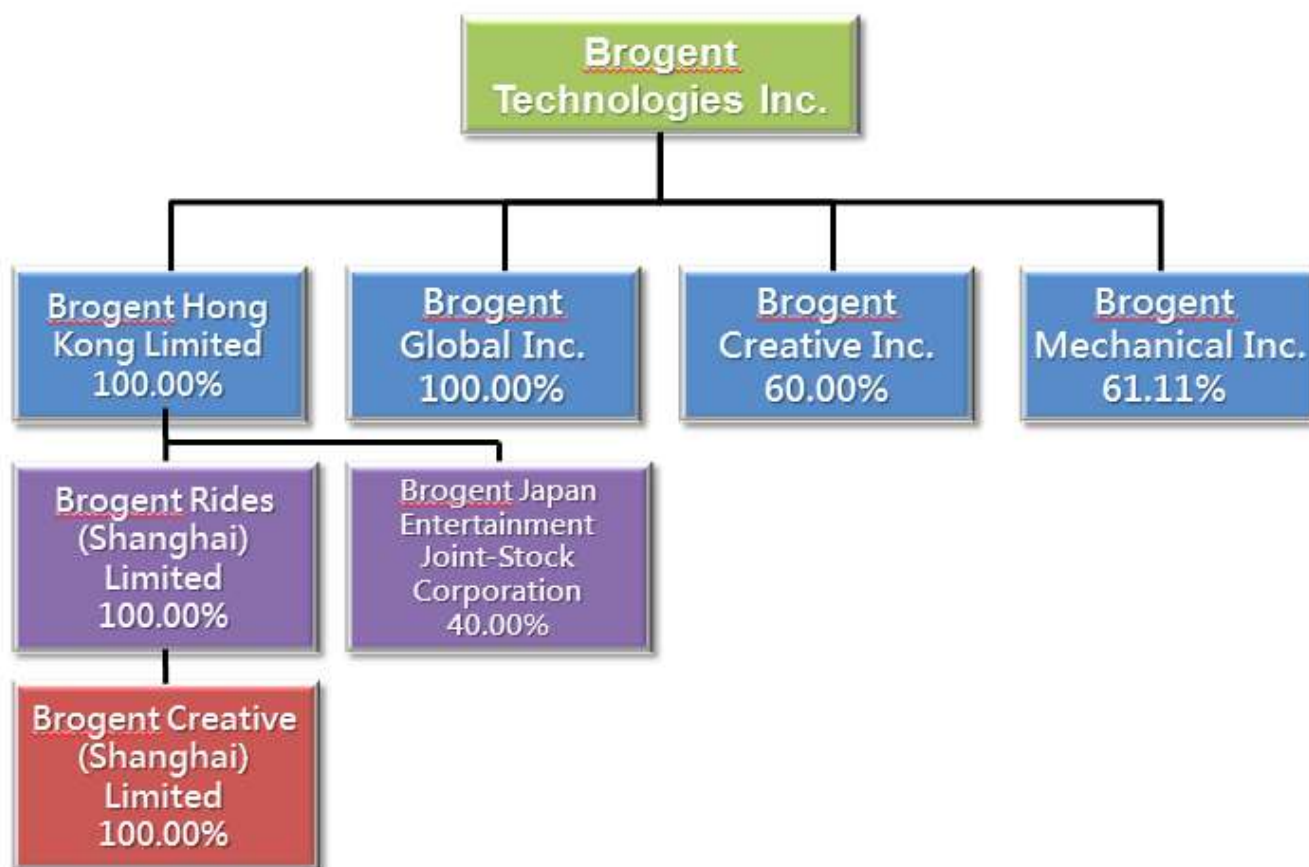 Brogent
Technologies Inc.
Brogent Hong
Kong Limited
100.00%
Brogent
Global Inc.
100.00%
Brogent
Creative Inc.
60.00%
Brogent
Mechanical Inc.
61.11%
Brogent Rides
(Shanghai)
Limited
100.00%
Brogent Japan
Entertainment
Joint-Stock
Corporation
40.00%
Brogent Creative
(Shanghai)
Limited
100.00%